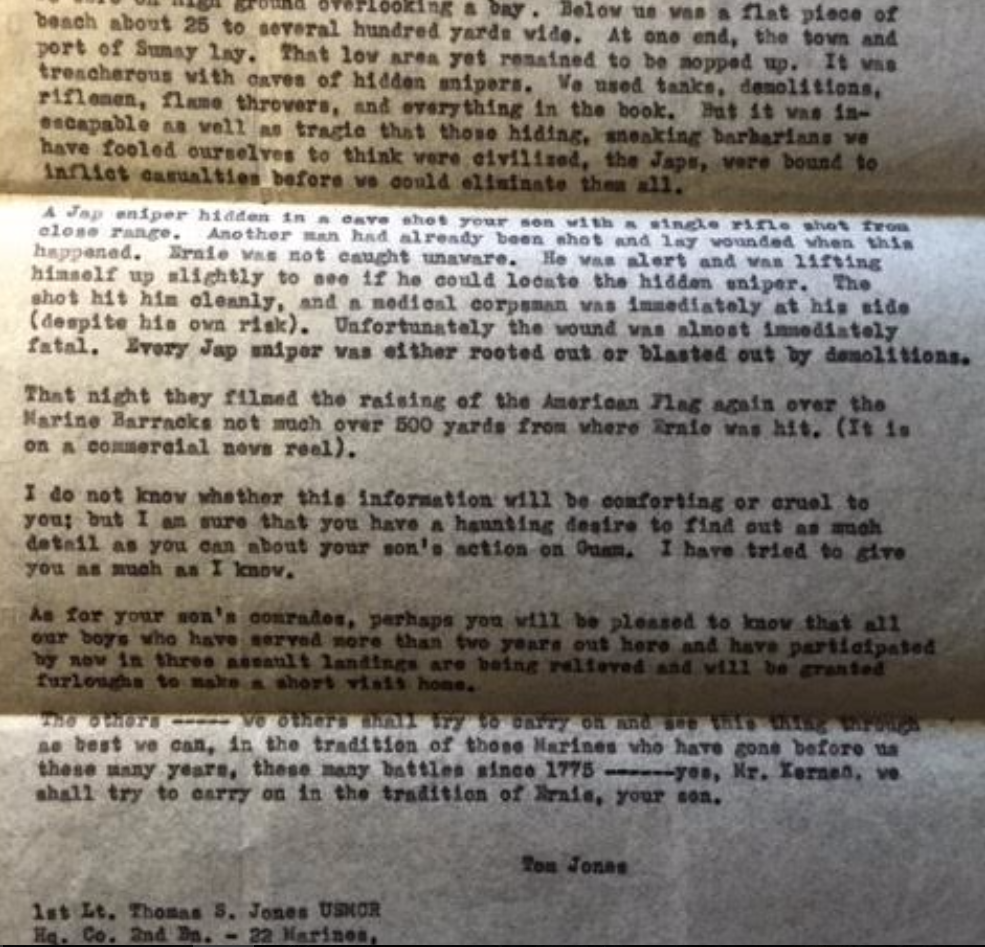 on high ground overlooking a bay. Below us was a flat piece of
beach about 25 to several hundred yards wide. At one end, the town and
port of Sumay lay. That low area yet remained to be mopped up. It was
treacherous with caves of hidden snipers. We used tanks, demolitions,
riflemen, flame throwers, and everything in the book. But it was in-
escapable as well as tragic that those hiding, sneaking barbarians we
have fooled ourselves to think were civilized, the Japs, were bound to
inflict casualties before we could eliminate them all.
A Jap sniper hidden in a cave shot your son with a single rifle shot from
close range. Another man had already been shot and lay wounded when this
happened. Ernie was not caught unaware. He was alert and was lifting
himself up slightly to see if he could locate the hidden sniper. The
shot hit him cleanly, and a medical corpsman was immediately at his side
(despite his own risk). Unfortunately the wound was almost immediately
fatal. Every Jap sniper was either rooted out or blasted out by demolitions.
That night they filmed the raising of the American Flag again over the
Marine Barracks not much over 500 yards from where Ernie was hit. (It is
on a commercial news reel).
I do not know whether this information will be comforting or cruel to
you; but I am sure that you have a haunting desire to find out as much
detail as you can about your son's action on Guam. I have tried to give
you as much as I know.
As for your son's comrades, perhaps you will be pleased to know that all
our boys who have served more than two years out here and have participated
by now in three assault landings are being relieved and will be granted
furloughs to make a short visit home.
The others ----- we others shall try to carry on and see this thing through
as best we can, in the tradition of those Marines who have gone before us
these many years, these many battles since 1775 ------yes, Mr. Kernen, we
shall try to carry on in the tradition of Ernie, your son.
Tom Jones
1st Lt. Thomas S. Jones USMCR
Hq. Co. 2nd Bn. - 22 Marines,